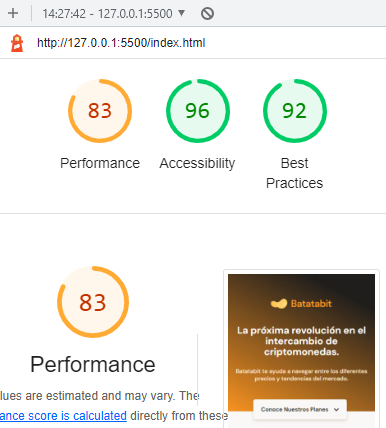 14:27:42 - 127.0.0.1:5500
http://127.0.0.1:5500/index.html
83
96
92
Performance
Accessibility
Best
Practices
83
Performance
alues are estimated and may vary. The
ance score is calculated directly from these
Batatabit
La próxima revolución en el
intercambio de
criptomonedas.
Batatabit te ayuda a navegar entre los diferentes
precios y tendencias del mercado.
Conoce Nuestros Planes